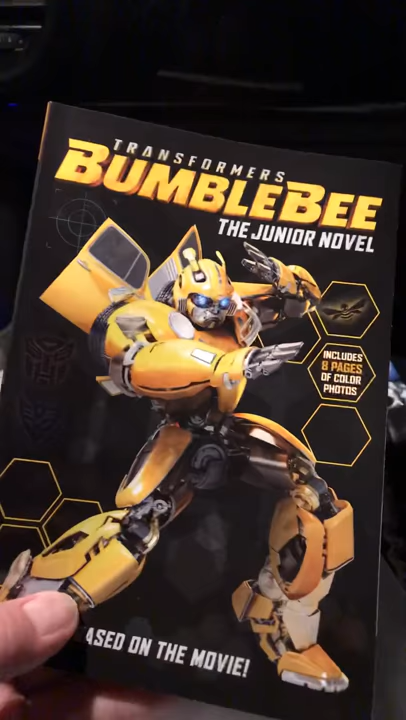 TRANSFORMERS
BUMBLEBEE
THE JUNIOR NOVEL
INCLUDES
8 PAGES
OF COLOR
PHOTOS
ASED ON THE MOVIE!